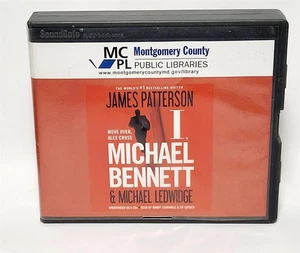 SoundSafe
MC
PL
Montgomery County
PUBLIC LIBRARIES
www.montgomerycountymd.gov/library
THE WORLD'S #1 BESTSELLING WRITER
JAMES PATTERSON
MOVE OVER,
ALEX CROSS
I,
MICHAEL
BENNETT
& MICHAEL LEDWIDGE